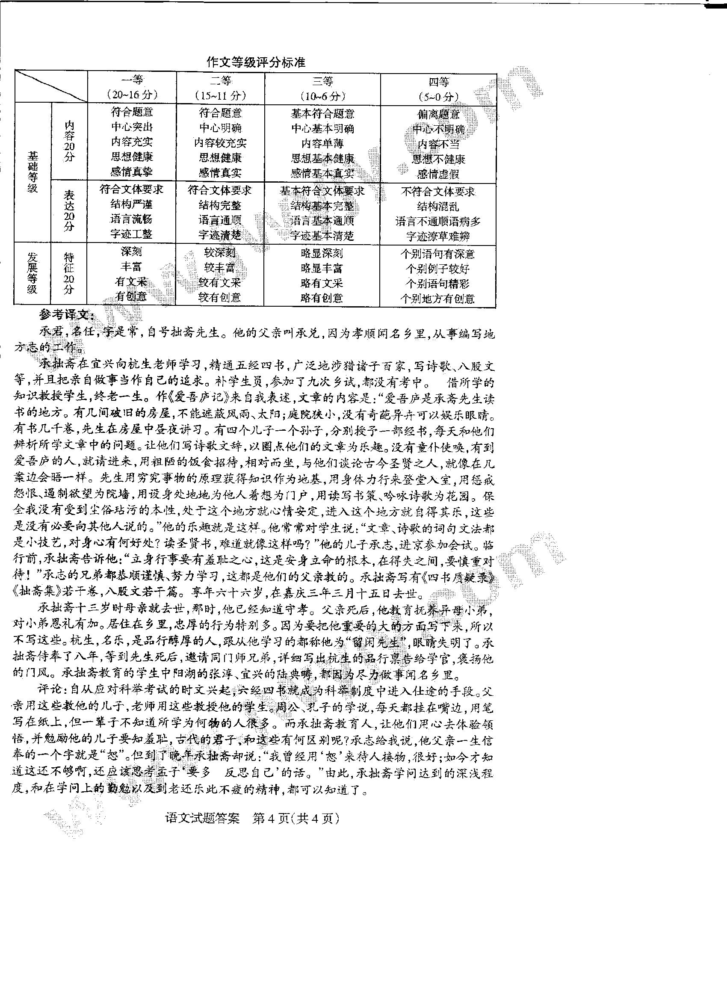 作文等级评分标准
一等 二等 三等 四等
(20~16分) (15~11分) (10~6分) (5~0分)
基础等级
内容20分
符合题意 符合题意 基本符合题意 偏离题意
中心突出 中心明确 中心基本明确 中心不明确
内容充实 内容较充实 内容单薄 内容不当
思想健康 思想健康 思想基本健康 思想不健康
感情真挚 感情真实 感情基本真实 感情虚假
表达20分
符合文体要求 符合文体要求 基本符合文体要求 不符合文体要求
结构严谨 结构完整 结构基本完整 结构混乱
语言流畅 语言通顺 语言基本通顺 语言不通顺语病多
字迹工整 字迹清楚 字迹基本清楚 字迹潦草难辨
发展等级
特征20分
深刻 较深刻 略显深刻 个别语句有深意
丰富 较丰富 略显丰富 个别例子较好
有文采 较有文采 略有文采 个别语句精彩
有创意 较有创意 略有创意 个别地方有创意
参考译文:
承君,名任,字是常,自号拙斋先生。他的父亲叫承兑,因为孝顺闻名乡里,从事编写地
方志的工作。
承拙斋在宜兴向杭生老师学习,精通五经四书,广泛地涉猎诸子百家,写诗歌、八股文
等,并且把亲自做事当作自己的追求。补学生员,参加了九次乡试,都没有考中。 借所学的
知识教授学生,终老一生。作《爱吾庐记》来自我表述,文章的内容是:“爱吾庐是承斋先生读
书的地方。有几间破旧的房屋,不能遮蔽风雨、太阳;庭院狭小,没有奇葩异卉可以娱乐眼睛。
有书几千卷,先生在房屋中昼夜讲习。有四个儿子一个孙子,分别授予一部经书,每天和他们
辨析所学文章中的问题。让他们写诗歌文辞,以圈点他们的文章为乐趣。没有童仆使唤,有到
爱吾庐的人,就请进来,用粗陋的饭食招待,相对而坐,与他们谈论古今圣贤之人,就像在几
案边会晤一样。先生用穷究事物的原理获得知识作为地基,用身体力行来登堂入室,用惩戒
怨恨、遏制欲望为院墙,用设身处地地为他人着想为门户,用读写书策、吟咏诗歌为花园。保
全我没有受到尘俗玷污的本性,处于这个地方就心情安定,进入这个地方就自得其乐,这些
是没有必要向其他人说的。”他的乐趣就是这样。他常常对学生说:“文章、诗歌的词句文法都
是小技艺,对身心有何好处?读圣贤书,难道就像这样吗?”他的儿子承志,进京参加会试。临
行前,承拙斋告诉他:“立身行事要有羞耻之心,这是安身立命的根本,在得失之间,要慎重对
待!”承志的兄弟都恭顺谨慎、努力学习,这都是他们的父亲教的。承拙斋写有《四书质疑录》
《拙斋集》若干卷,八股文若干篇。享年六十六岁,在嘉庆三年三月十五日去世。
承拙斋十三岁时母亲就去世,那时,他已经知道守孝。父亲死后,他教育抚养异母小弟,
对小弟恩礼有加。居住在乡里,忠厚的行为特别多。因为要把他重要的大的方面写下来,所以
不写这些。杭生,名乐,是品行醇厚的人,跟从他学习的都称他为“留闲先生”,眼睛失明了。承
拙斋侍奉了八年,等到先生死后,邀请同门师兄弟,详细写出杭生的品行禀告给学官,褒扬他
的门风。承拙斋教育的学生中阳湖的张淳、宜兴的陆典畴,都因为尽力做事闻名乡里。
评论:自从应对科举考试的时文兴起,六经四书就成为科举制度中进入仕途的手段。父
亲用这些教他的儿子,老师用这些教授他的学生。周公、孔子的学说,每天都挂在嘴边,用笔
写在纸上,但一辈子不知道所学为何物的人很多。而承拙斋教育人,让他们用心去体验领
悟,并勉励他的儿子要知羞耻,古代的君子,和这些有何区别呢?承志给我说,他父亲一生信
奉的一个字就是“恕”。但到了晚年承拙斋却说:“我曾经用‘恕’来待人接物,很好;如今才知
道这还不够啊,还应该思考孟子‘要多 反思自己’的话。”由此,承拙斋学问达到的深浅程
度,和在学问上的勤勉以及到老还乐此不疲的精神,都可以知道了。
语文试题答案 第4页(共4页)